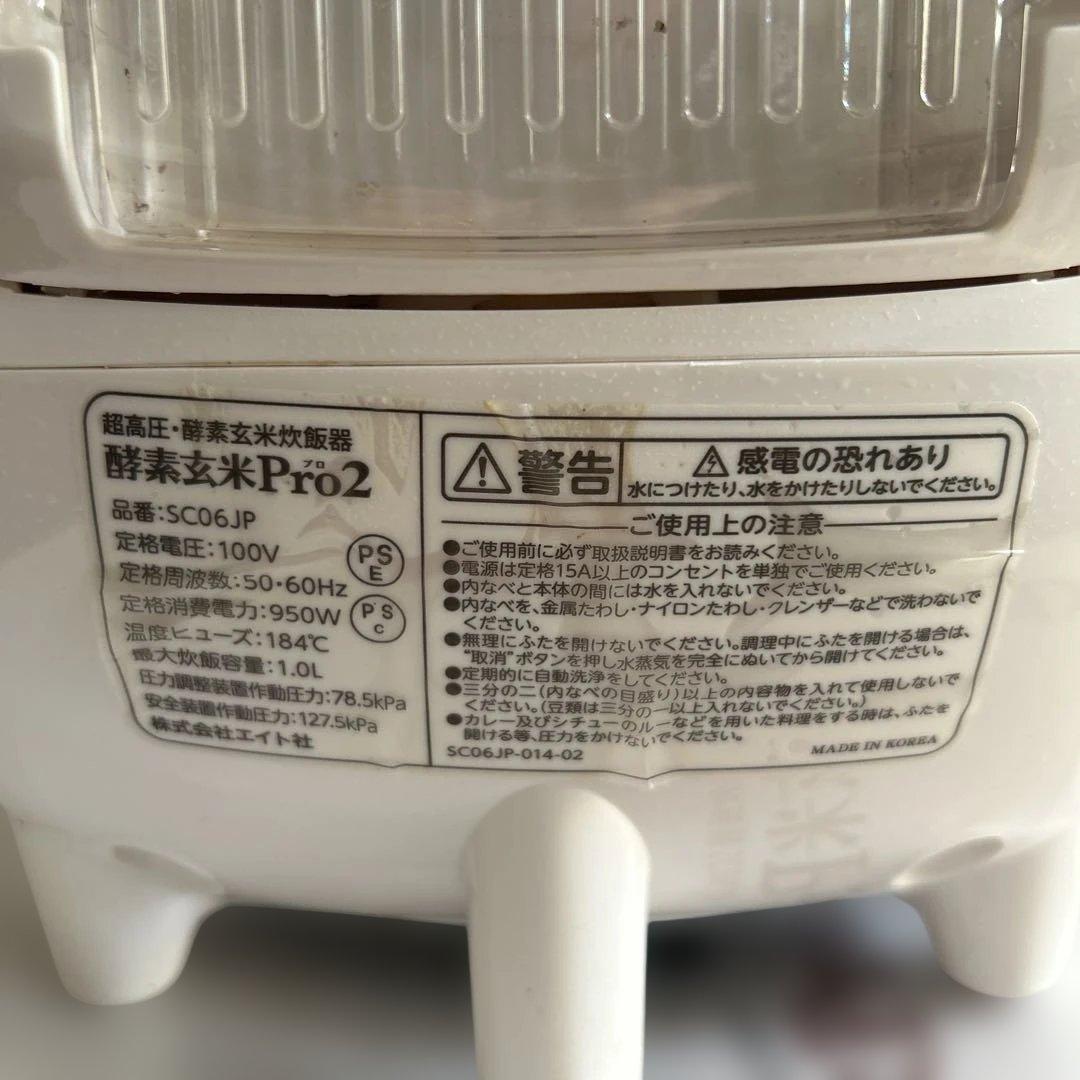 超高圧・酵素玄米炊飯器
プロ
酵素玄米Pro2
品番:SC06JP
定格電圧:100V
定格周波数:50・60Hz
定格消費電力:950W
温度ヒューズ:184℃
最大炊飯容量:1.0L
圧力調整装置作動圧力:78.5kPa
安全装置作動圧力:127.5kPa
株式会社エイト社
PS
E
PS
C
警告
感電の恐れあり
水につけたり、水をかけたりしないでください。
ご使用上の注意
●ご使用前に必ず取扱説明書をお読みください。
●電源は定格15A以上のコンセントを単独でご使用ください。
●内なべと本体の間には水を入れないでください。
●内なべを、金属たわし・ナイロンたわし・クレンザーなどで洗わないで
ください。
●無理にふたを開けないでください。調理中にふたを開ける場合は、
"取消"ボタンを押し水蒸気を完全にぬいてから開けてください。
●定期的に自動洗浄をしてください。
●三分の二(内なべの目盛り)以上の内容物を入れて使用しないで
ください。(豆類は三分の一以上入れないでください。)
●カレー及びシチューのルーなどを用いた料理をする時は、ふたを
開ける等、圧力をかけないでください。
SC06JP-014-02
MADE IN KOREA